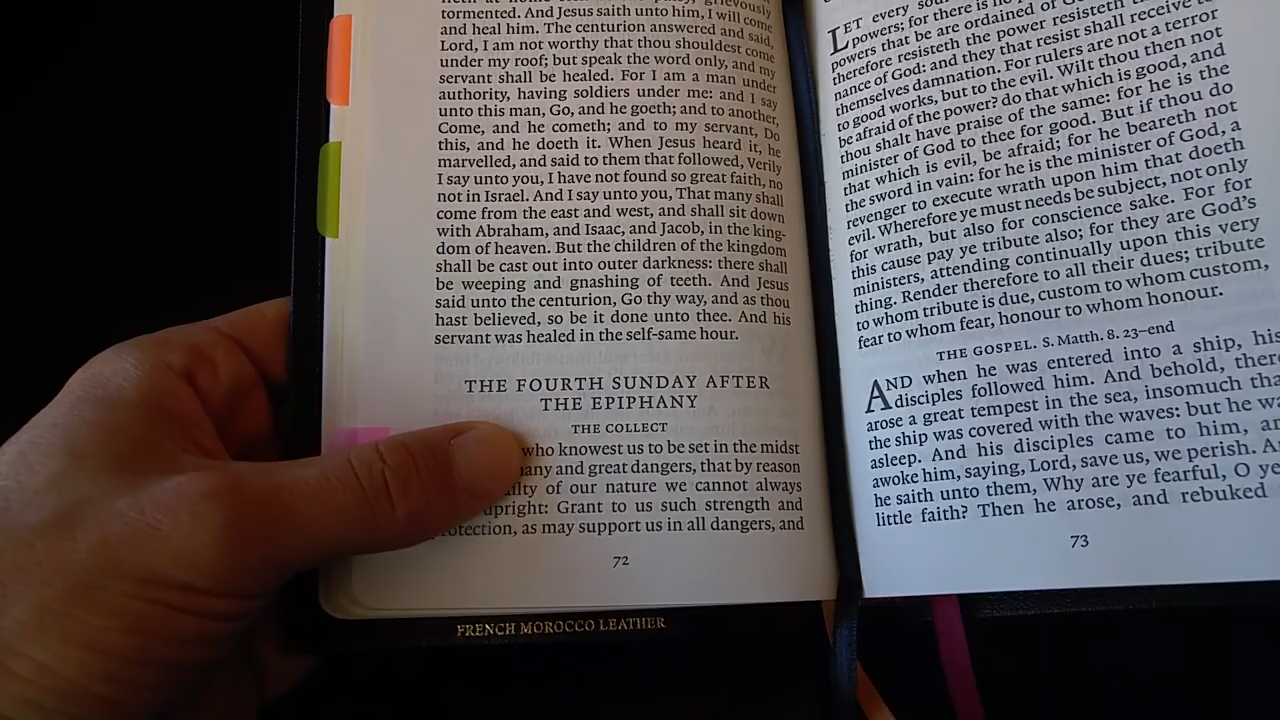 tormented. And Jesus saith unto him, I will come
and heal him. The centurion answered and said,
Lord, I am not worthy that thou shouldest come
under my roof; but speak the word only, and my
servant shall be healed. For I am a man under
authority, having soldiers under me: and I say
unto this man, Go, and he goeth; and to another,
Come, and he cometh; and to my servant, Do
this, and he doeth it. When Jesus heard it, he
marvelled, and said to them that followed, Verily
I say unto you, I have not found so great faith, no
not in Israel. And I say unto you, That many shall
come from the east and west, and shall sit down
with Abraham, and Isaac, and Jacob, in the king-
dom of heaven. But the children of the kingdom
shall be cast out into outer darkness: there shall
be weeping and gnashing of teeth. And Jesus
said unto the centurion, Go thy way, and as thou
hast believed, so be it done unto thee. And his
servant was healed in the self-same hour.
THE FOURTH SUNDAY AFTER
THE EPIPHANY
THE COLLECT
who knowest us to be set in the midst
and great dangers, that by reason
of our nature we cannot always
upright: Grant to us such strength and
protection, as may support us in all dangers, and
72
FRENCH MOROCCO LEATHER
LET every
powers; for there is no
powers that be are ordained of
therefore resisteth the power resisteth
nance of God: and they that resist shall receive to
themselves damnation. For rulers are not a terror
to good works, but to the evil. Wilt thou then not
be afraid of the power? do that which is good, and
thou shalt have praise of the same: for he is the
minister of God to thee for good. But if thou do
that which is evil, be afraid; for he beareth not
the sword in vain: for he is the minister of God, a
revenger to execute wrath upon him that doeth
evil. Wherefore ye must needs be subject, not only
for wrath, but also for conscience sake. For for
this cause pay ye tribute also; for they are God's
ministers, attending continually upon this very
thing. Render therefore to all their dues; tribute
to whom tribute is due, custom to whom custom,
fear to whom fear, honour to whom honour.
THE GOSPEL. S. Matth. 8. 23–end
AND when he was entered into a ship, his
disciples followed him. And behold, there
arose a great tempest in the sea, insomuch that
the ship was covered with the waves: but he was
asleep. And his disciples came to him, and
awoke him, saying, Lord, save us, we perish. And
he saith unto them, Why are ye fearful, O ye
little faith? Then he arose, and rebuked
73